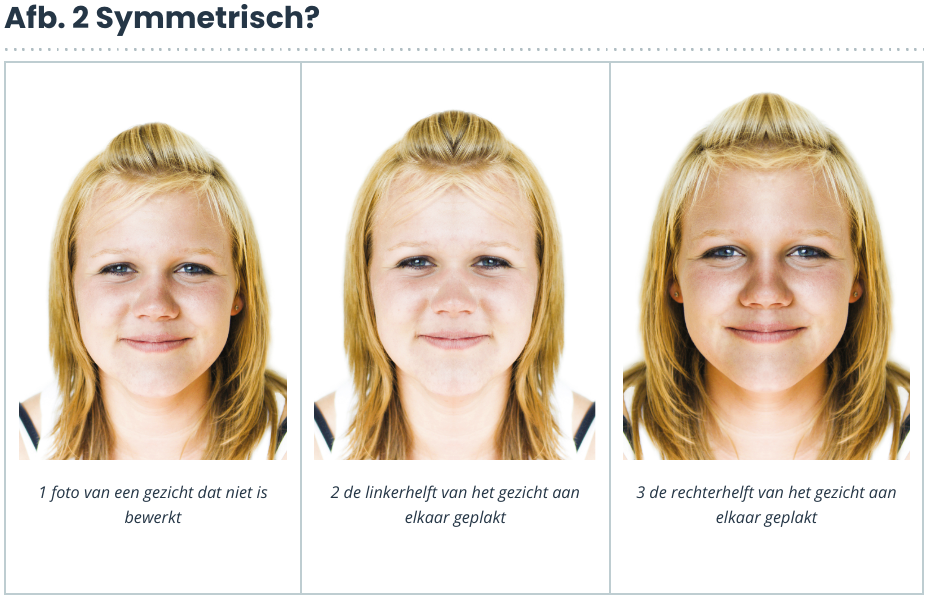 Afb. 2 Symmetrisch?
1 foto van een gezicht dat niet is
bewerkt
2 de linkerhelft van het gezicht aan
elkaar geplakt
3 de rechterhelft van het gezicht aan
elkaar geplakt